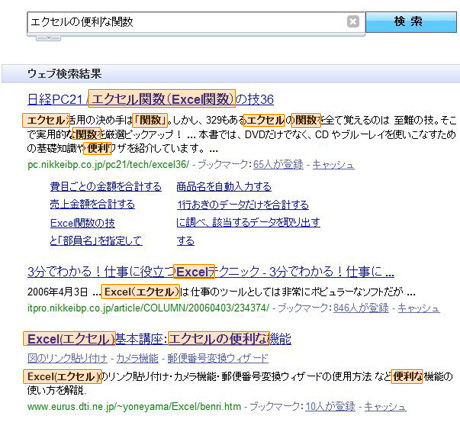 エクセルの便利な関数
検 索
ウェブ検索結果
日経PC21 / エクセル関数（Excel関数）の技36
エクセル活用の決め手は「関数」。しかし、329もあるエクセルの関数を全て覚えるのは 至難の技。そ
こで実用的な関数を厳選ピックアップ！ ... 本書では、DVDだけでなく、CD やブルーレイを使いこなすため
の基礎知識や便利ワザを紹介しています。 ...
pc.nikkeibp.co.jp/pc21/tech/excel36/ - ブックマーク：65人が登録 - キャッシュ
費目ごとの金額を合計する 商品名を自動入力する
売上金額を合計する 1行おきのデータだけを合計する
Excel関数の技 に調べ、該当するデータを取り出す
と「部員名」を指定して する
3分でわかる！仕事に役立つExcelテクニック - 3分でわかる！仕事に ...
2006年4月3日 ... Excel（エクセル）は仕事のツールとしては非常にポピュラーなソフトだが ...
itpro.nikkeibp.co.jp/article/COLUMN/20060403/234374/ - ブックマーク：846人が登録 - キャッシュ
Excel(エクセル)基本講座：エクセルの便利な機能
図のリンク貼り付け - カメラ機能 - 郵便番号変換ウィザード
Excel(エクセル)のリンク貼り付け・カメラ機能・郵便番号変換ウィザードの使用方法 など便利な機能の
使い方を解説.
www.eurus.dti.ne.jp/~yoneyama/Excel/benri.htm - ブックマーク：10人が登録 - キャッシュ